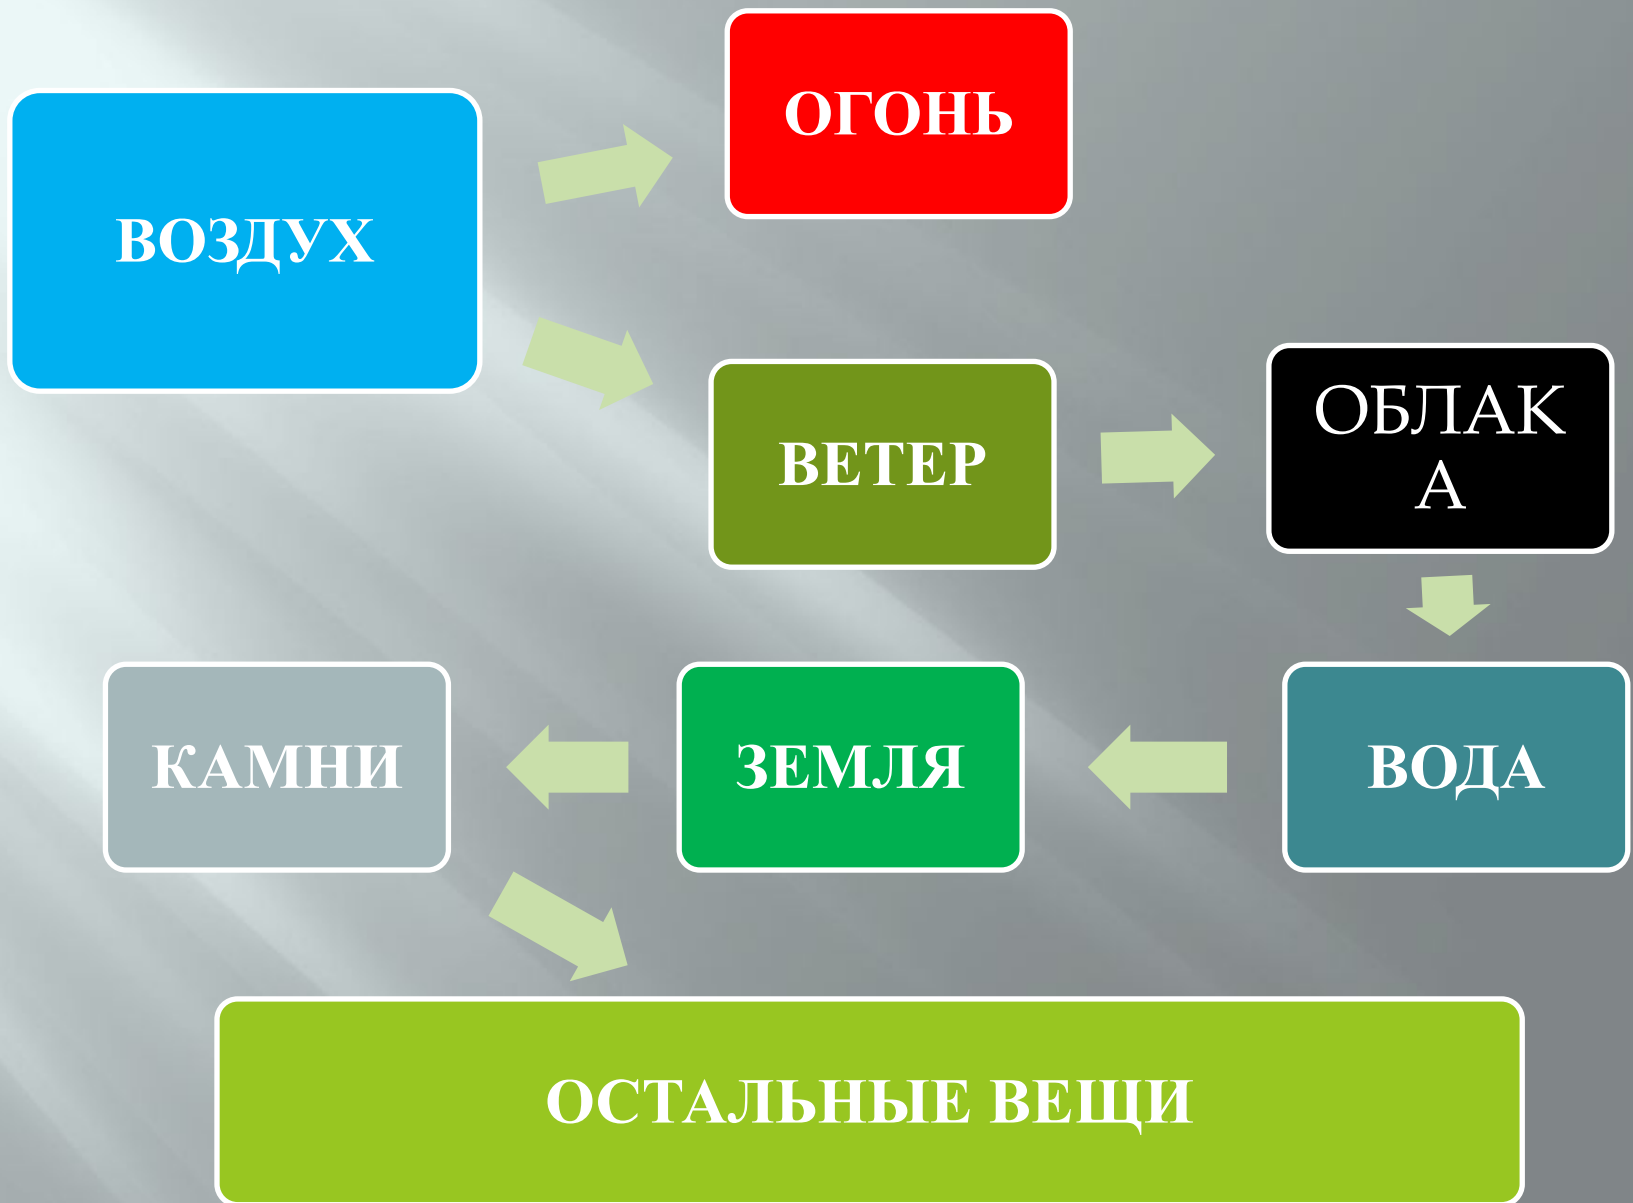 ОГОНЬ
ВОЗДУХ
ВЕТЕР
ОБЛАК
А
КАМНИ
ЗЕМЛЯ
ВОДА
ОСТАЛЬНЫЕ ВЕЩИ